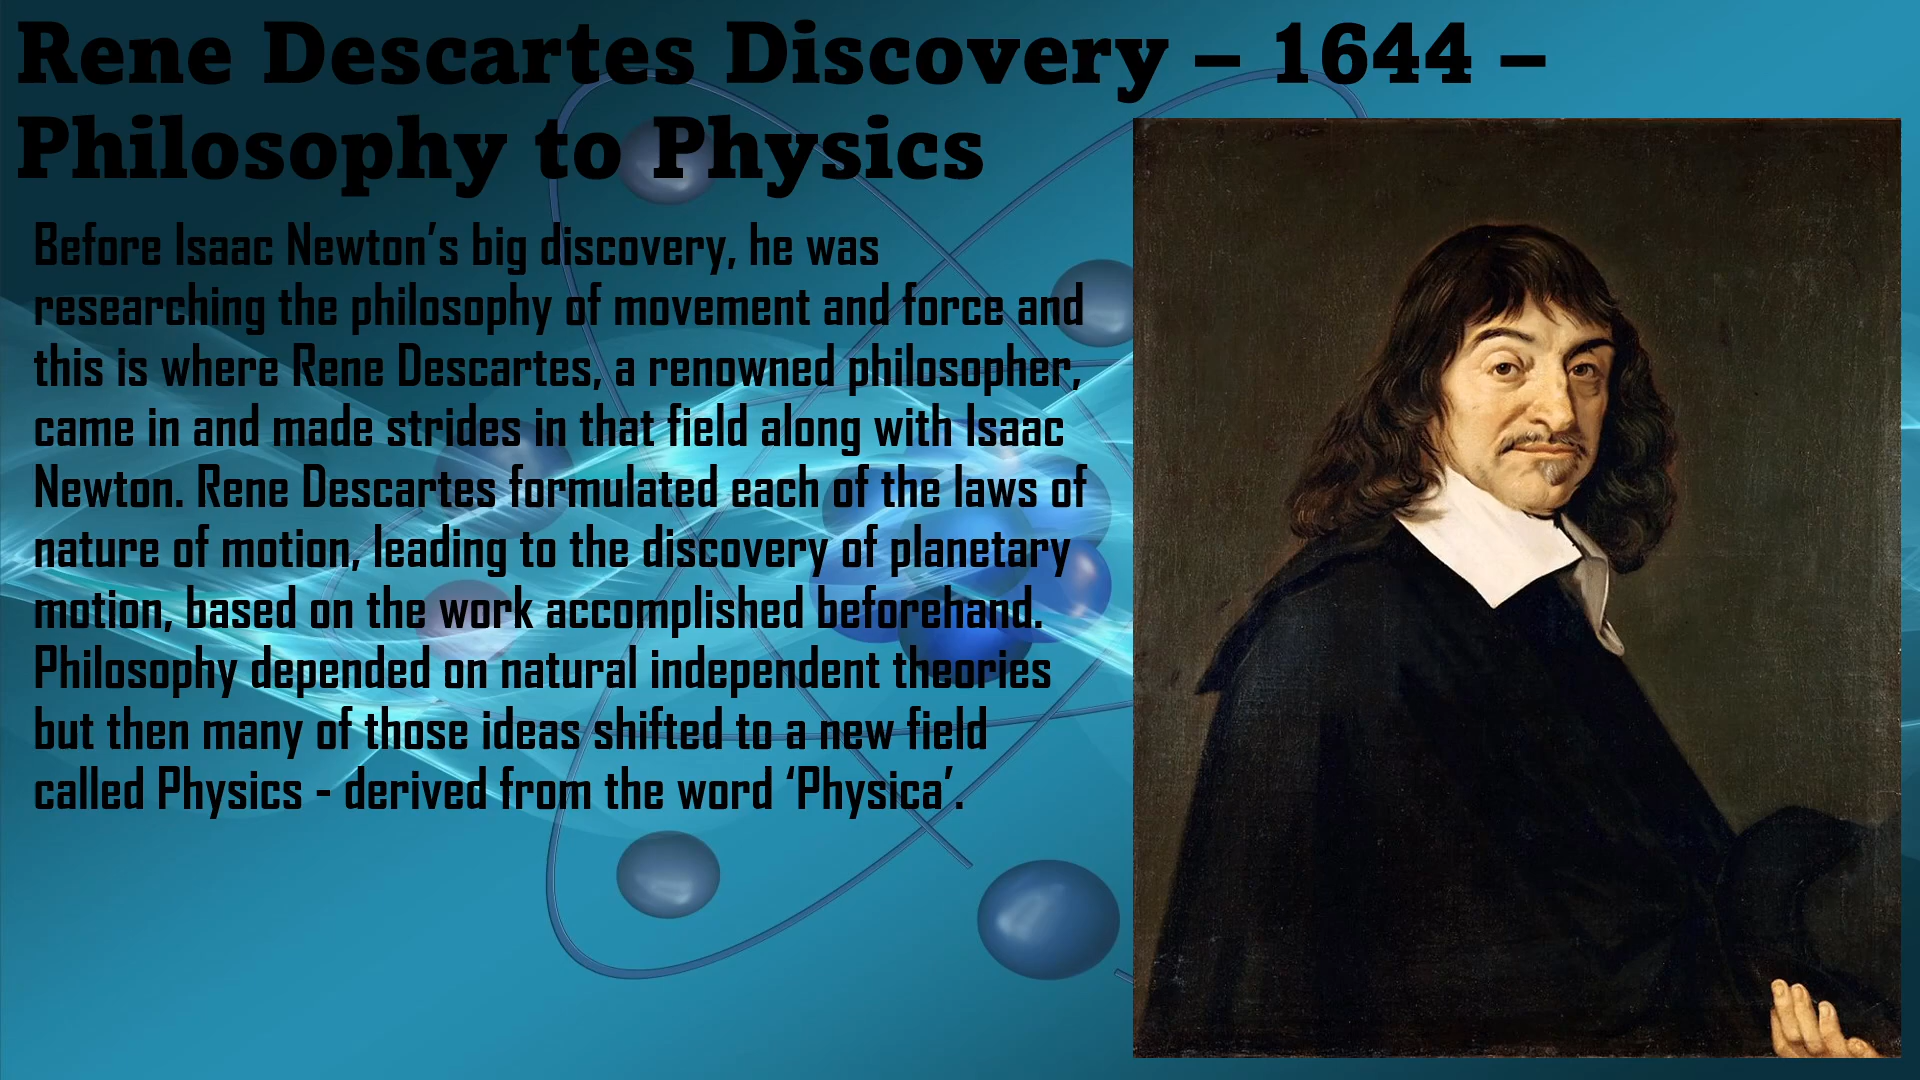 Rene Descartes Discovery – 1644 –
Philosophy to Physics
Before Isaac Newton’s big discovery, he was
researching the philosophy of movement and force and
this is where Rene Descartes, a renowned philosopher,
came in and made strides in that field along with Isaac
Newton. Rene Descartes formulated each of the laws of
nature of motion, leading to the discovery of planetary
motion, based on the work accomplished beforehand.
Philosophy depended on natural independent theories
but then many of those ideas shifted to a new field
called Physics - derived from the word ‘Physica’.